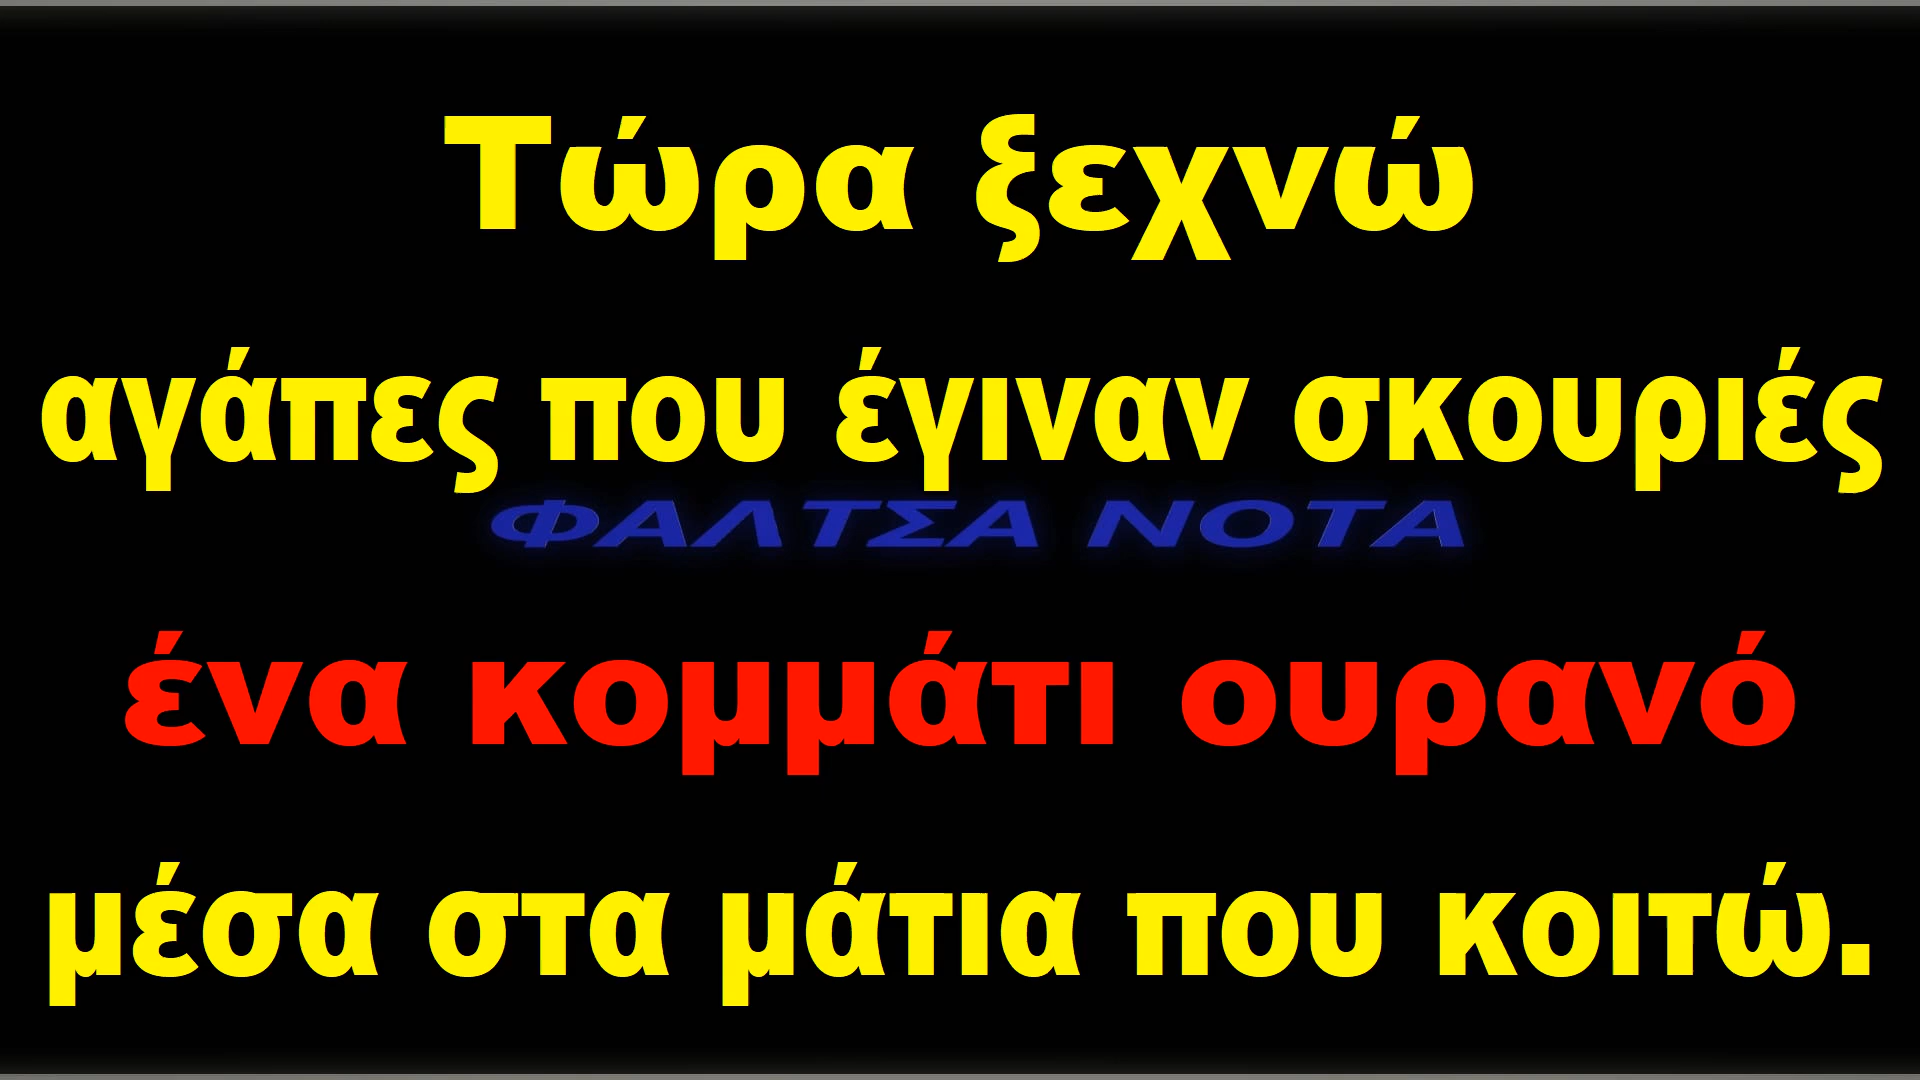 Τώρα ξεχνώ
αγάπες που έγιναν σκουριές
ΦΑΛΤΣΑ ΝΟΤΑ
ένα κομμάτι ουρανό
μέσα στα μάτια που κοιτώ.